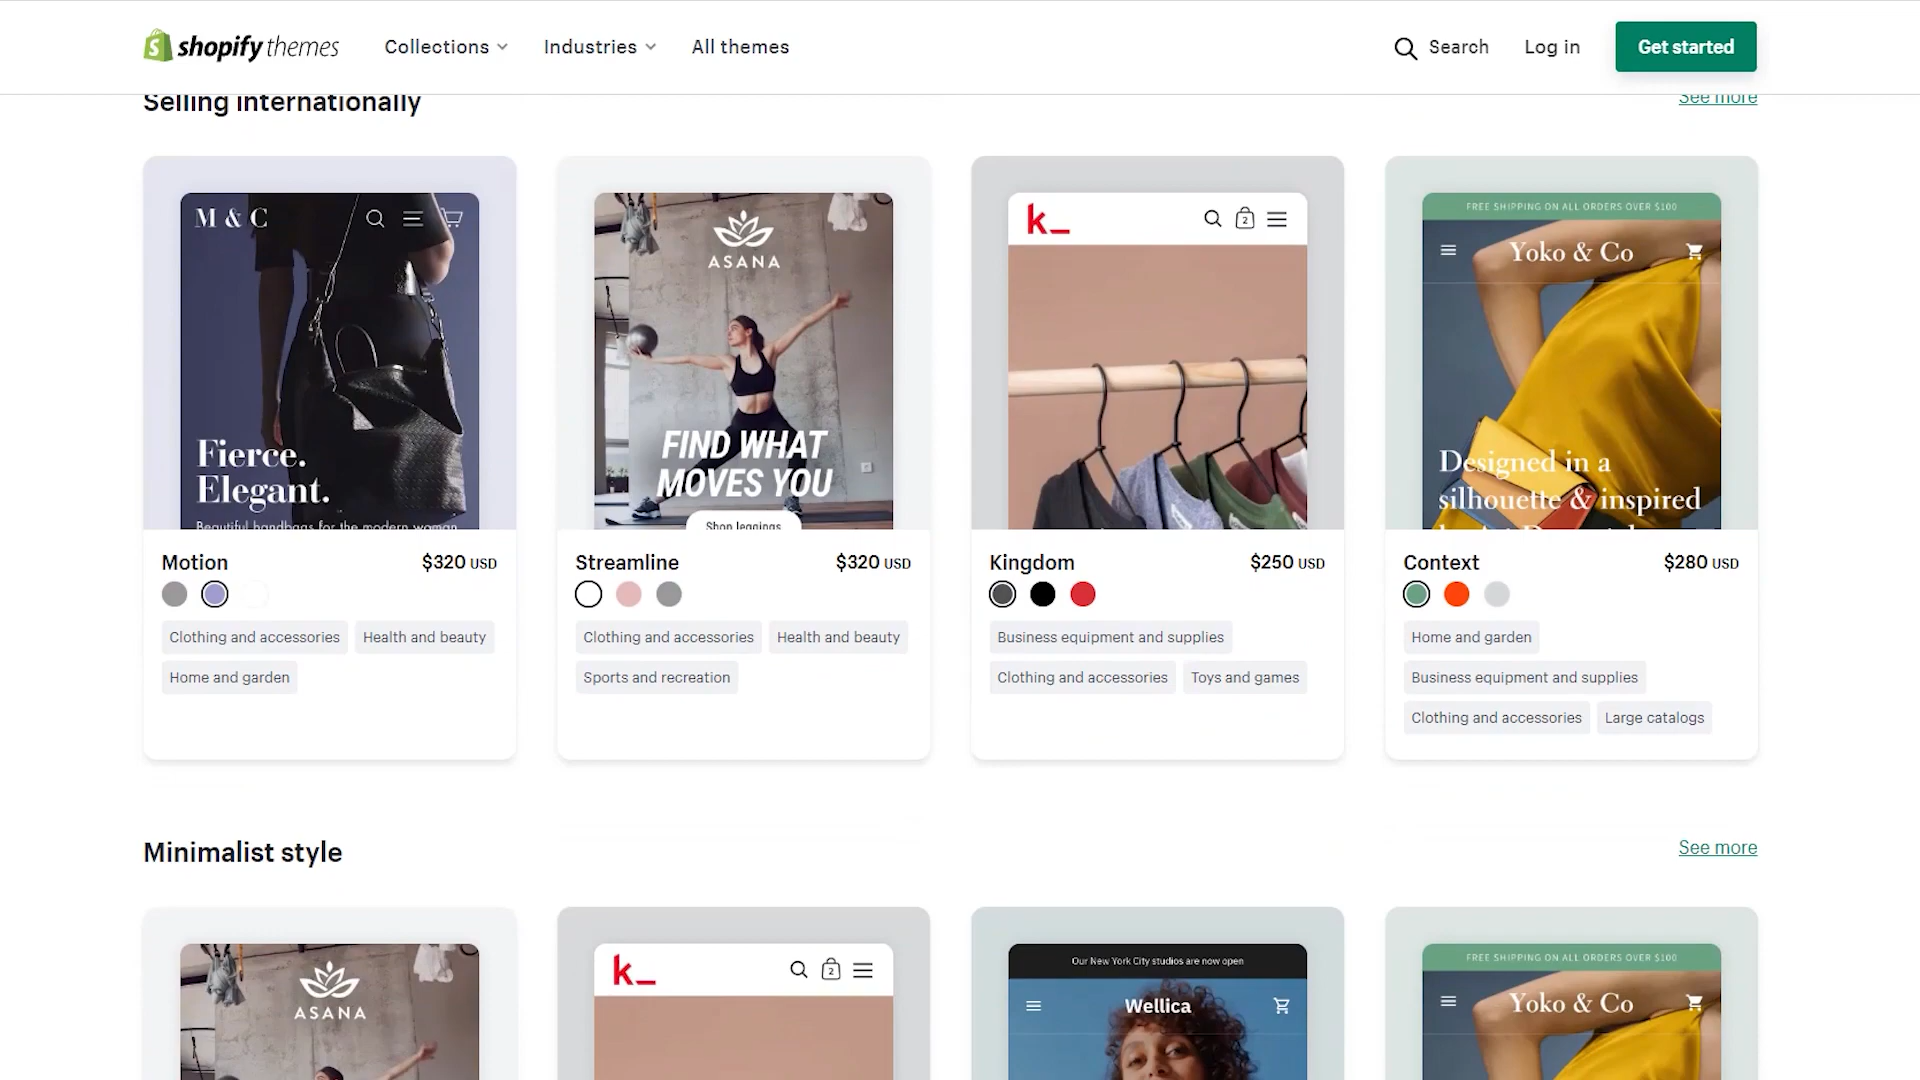 shopify themes
Collections
Industries
All themes
Search
Log in
Get started
Selling internationally
See more
M & C
Fierce.
Elegant.
Beautiful handbags for the modern woman
ASANA
FIND WHAT
MOVES YOU
Shop leggings
k_
2
FREE SHIPPING ON ALL ORDERS OVER $100
Yoko & Co
Designed in a
silhouette & inspired
Motion
$320 USD
Clothing and accessories
Health and beauty
Home and garden
Streamline
$320 USD
Clothing and accessories
Health and beauty
Sports and recreation
Kingdom
$250 USD
Business equipment and supplies
Clothing and accessories
Toys and games
Context
$280 USD
Home and garden
Business equipment and supplies
Clothing and accessories
Large catalogs
Minimalist style
See more
ASANA
k_
2
Our New York City studios are now open
Wellica
FREE SHIPPING ON ALL ORDERS OVER $100
Yoko & Co